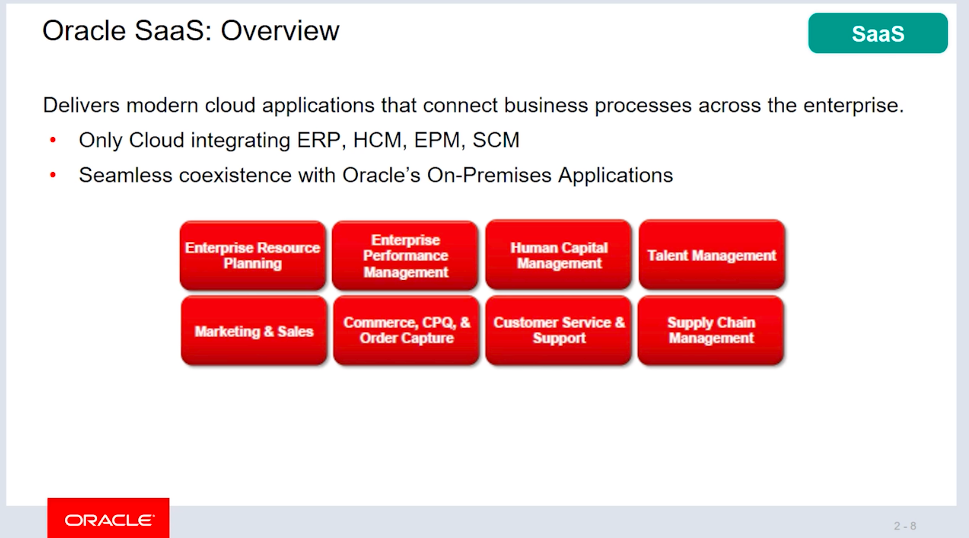 Oracle SaaS: Overview
SaaS
Delivers modern cloud applications that connect business processes across the enterprise.
• Only Cloud integrating ERP, HCM, EPM, SCM
• Seamless coexistence with Oracle’s On-Premises Applications
Enterprise Resource
Planning
Enterprise
Performance
Management
Human Capital
Management
Talent Management
Marketing & Sales
Commerce, CPQ, &
Order Capture
Customer Service &
Support
Supply Chain
Management
ORACLE
2 - 8